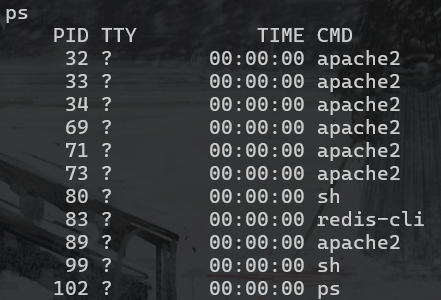 ps
PID TTY TIME CMD
32 ? 00:00:00 apache2
33 ? 00:00:00 apache2
34 ? 00:00:00 apache2
69 ? 00:00:00 apache2
71 ? 00:00:00 apache2
73 ? 00:00:00 apache2
80 ? 00:00:00 sh
83 ? 00:00:00 redis-cli
89 ? 00:00:00 apache2
99 ? 00:00:00 sh
102 ? 00:00:00 ps